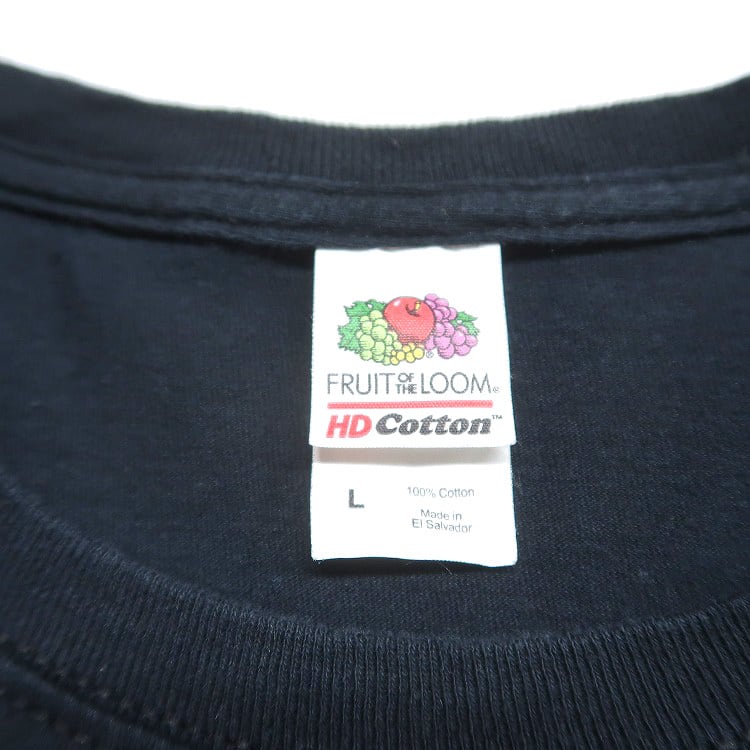 ®
FRUIT OF THE LOOM®
HD Cotton™
L
100% Cotton
Made in
El Salvador